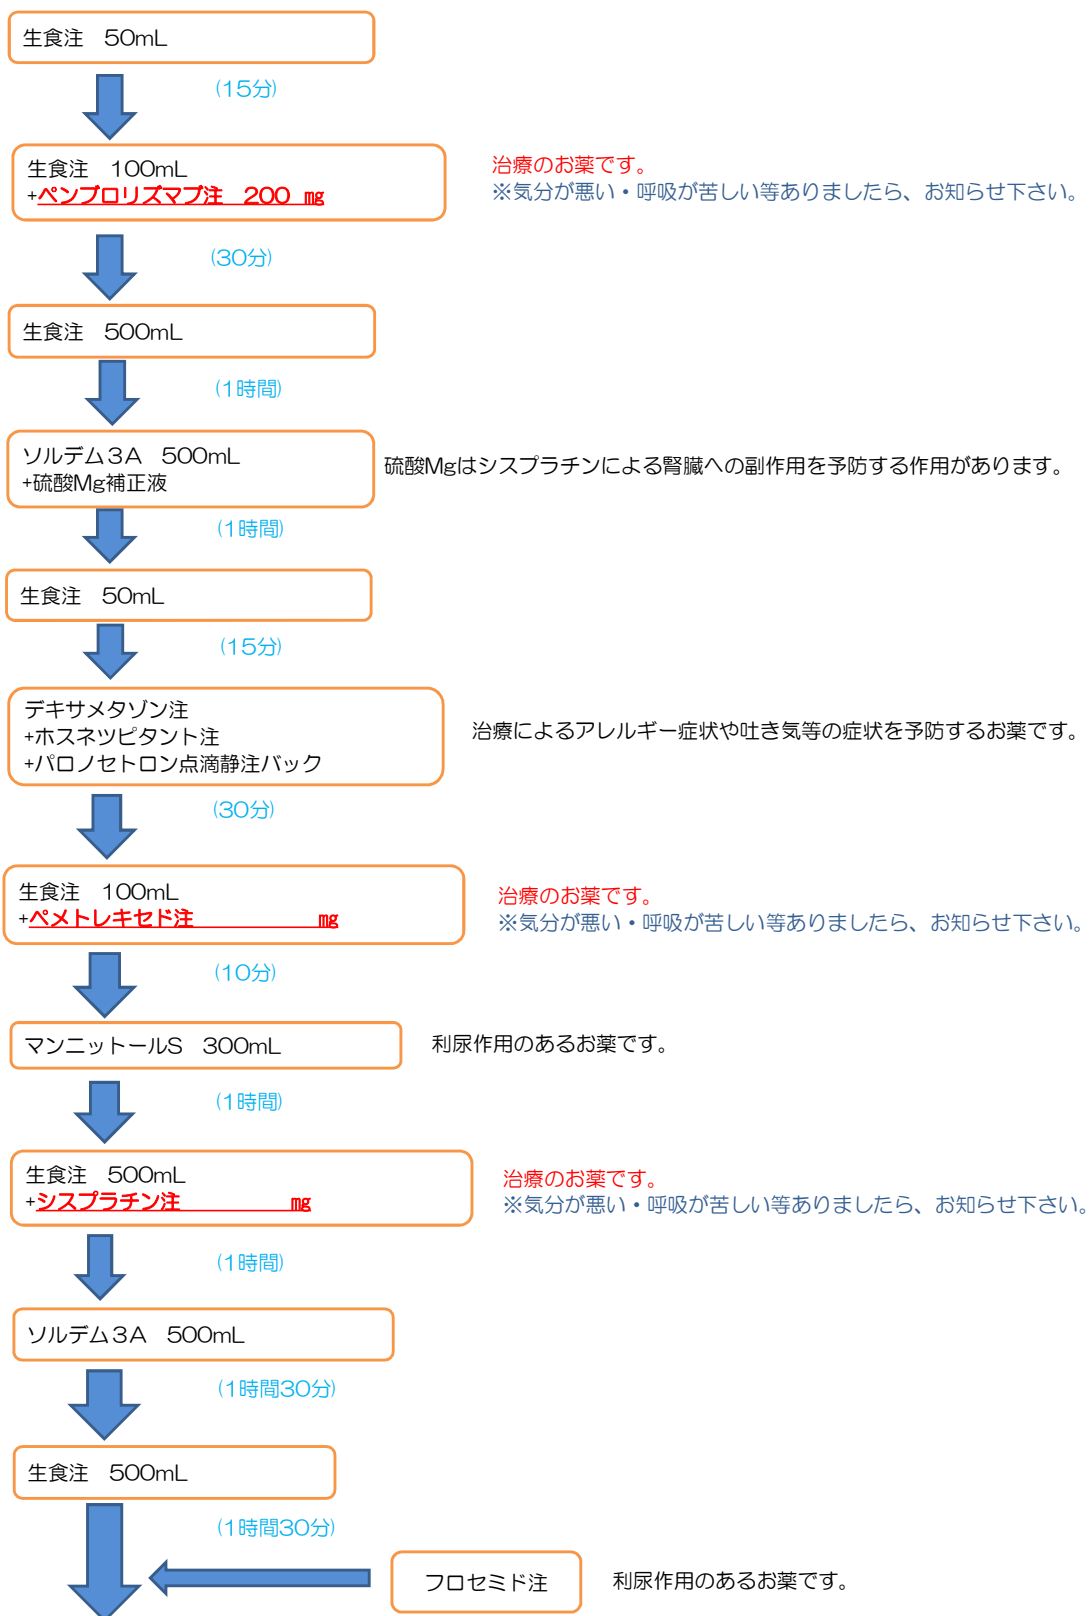 生食注　50mL
(15分)
生食注　100mL
+ペンブロリズマブ注　200 mg
治療のお薬です。
※気分が悪い・呼吸が苦しい等ありましたら、お知らせ下さい。
(30分)
生食注　500mL
(1時間)
ソルデム3A　500mL
+硫酸Mg補正液
硫酸Mgはシスプラチンによる腎臓への副作用を予防する作用があります。
(1時間)
生食注　50mL
(15分)
デキサメタゾン注
+ホスネツピタント注
+パロノセトロン点滴静注バック
治療によるアレルギー症状や吐き気等の症状を予防するお薬です。
(30分)
生食注　100mL
+ペメトレキセド注　　　　　　　mg
治療のお薬です。
※気分が悪い・呼吸が苦しい等ありましたら、お知らせ下さい。
(10分)
マンニットールS　300mL
利尿作用のあるお薬です。
(1時間)
生食注　500mL
+シスプラチン注　　　　　　mg
治療のお薬です。
※気分が悪い・呼吸が苦しい等ありましたら、お知らせ下さい。
(1時間)
ソルデム3A　500mL
(1時間30分)
生食注　500mL
(1時間30分)
フロセミド注
利尿作用のあるお薬です。